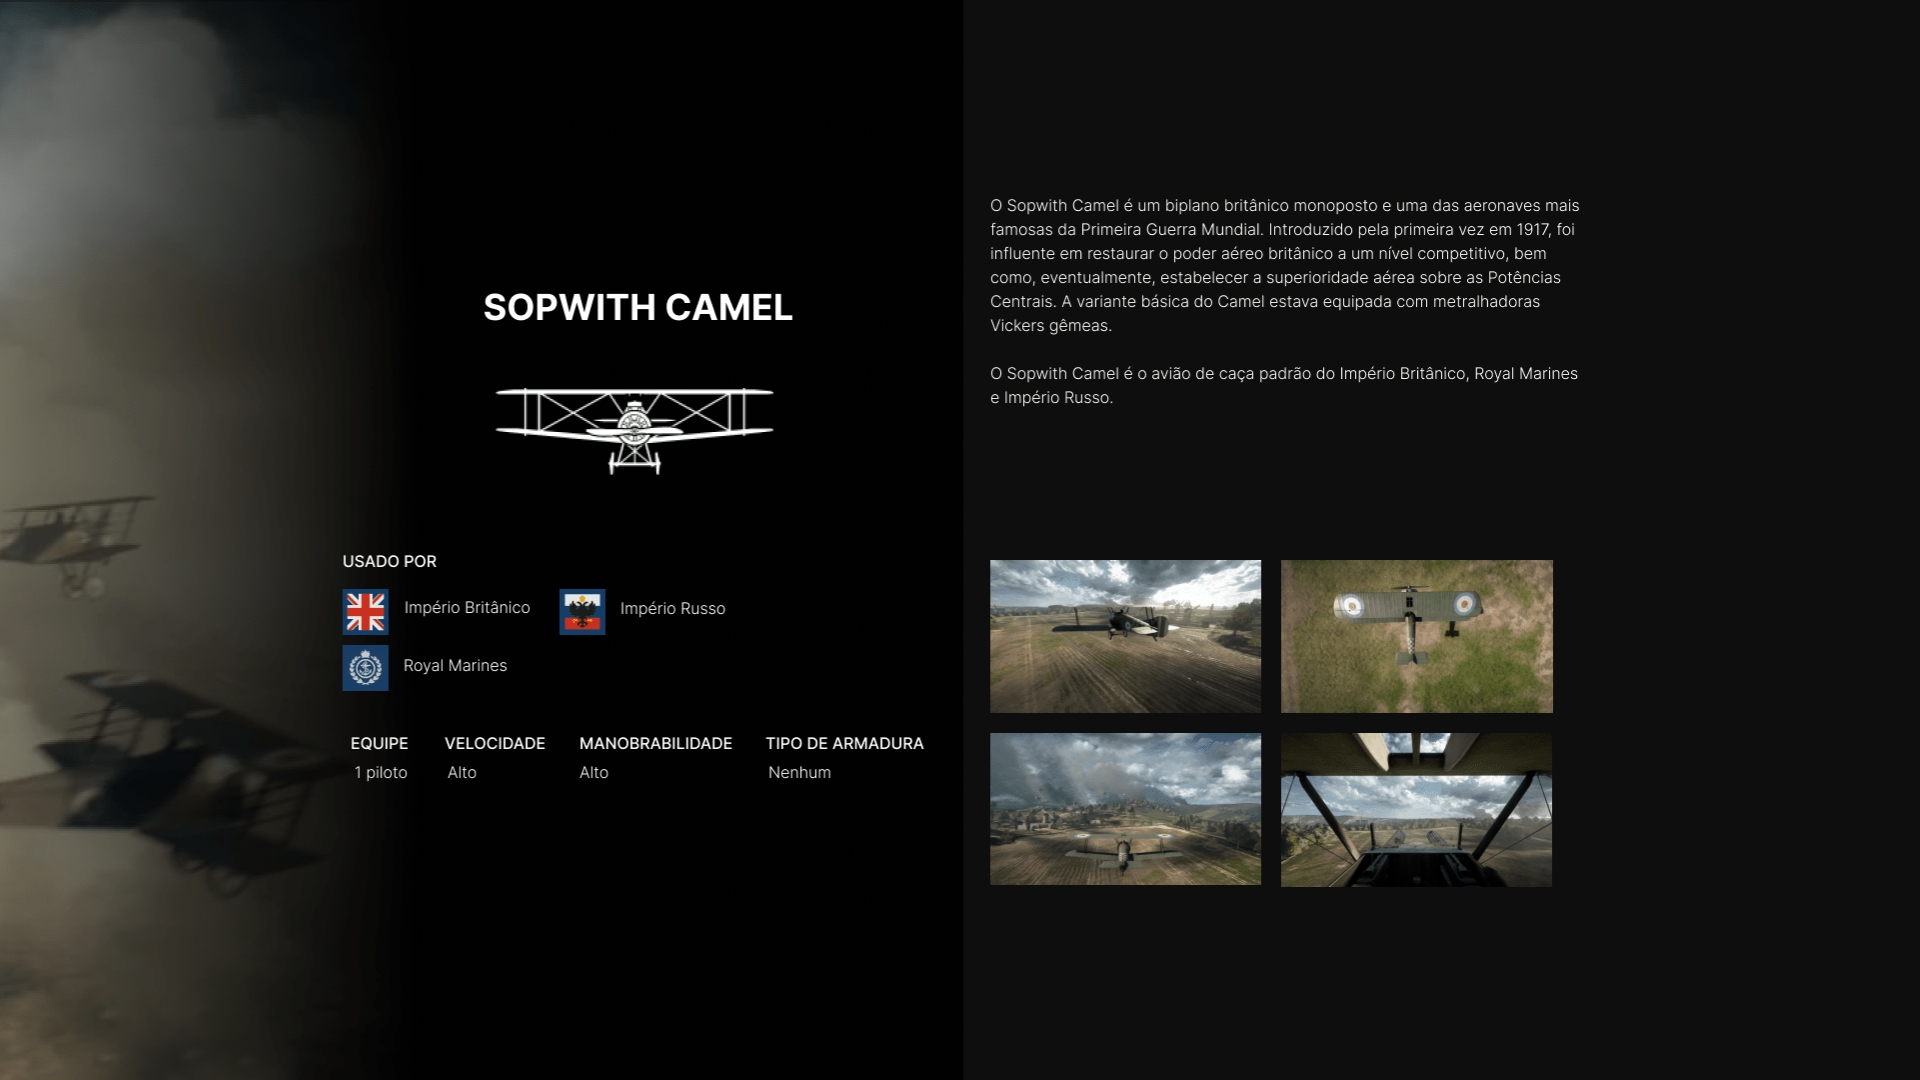 SOPWITH CAMEL
USADO POR
Império Britânico
Império Russo
Royal Marines
EQUIPE VELOCIDADE MANOBRABILIDADE TIPO DE ARMADURA
1 piloto Alto Alto Nenhum
O Sopwith Camel é um biplano britânico monoposto e uma das aeronaves mais
famosas da Primeira Guerra Mundial. Introduzido pela primeira vez em 1917, foi
influente em restaurar o poder aéreo britânico a um nível competitivo, bem
como, eventualmente, estabelecer a superioridade aérea sobre as Potências
Centrais. A variante básica do Camel estava equipada com metralhadoras
Vickers gêmeas.
O Sopwith Camel é o avião de caça padrão do Império Britânico, Royal Marines
e Império Russo.